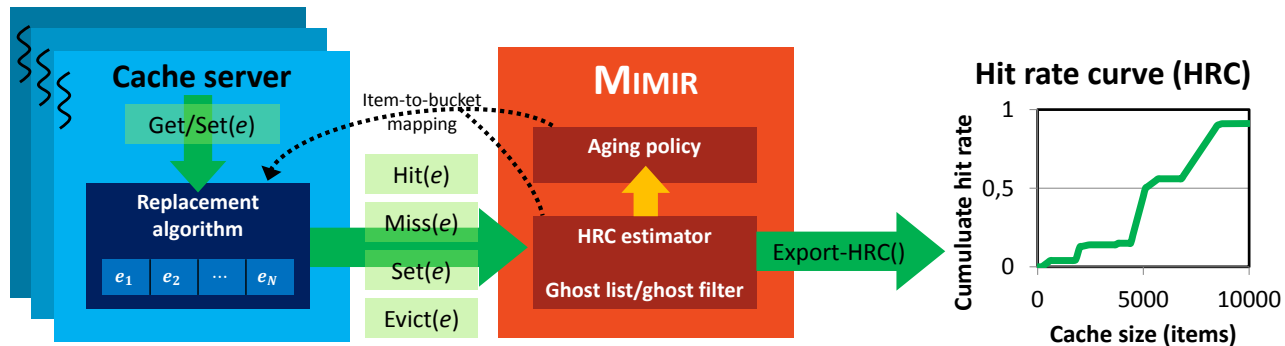 Cache server
Get/Set(e)
Replacement
algorithm
e1 e2 ... eN
Item-to-bucket
mapping
Hit(e)
Miss(e)
Set(e)
Evict(e)
MIMIR
Aging policy
HRC estimator
Ghost list/ghost filter
Export-HRC()
Hit rate curve (HRC)
Cumuluate hit rate
1
0,5
0
0 5000 10000
Cache size (items)